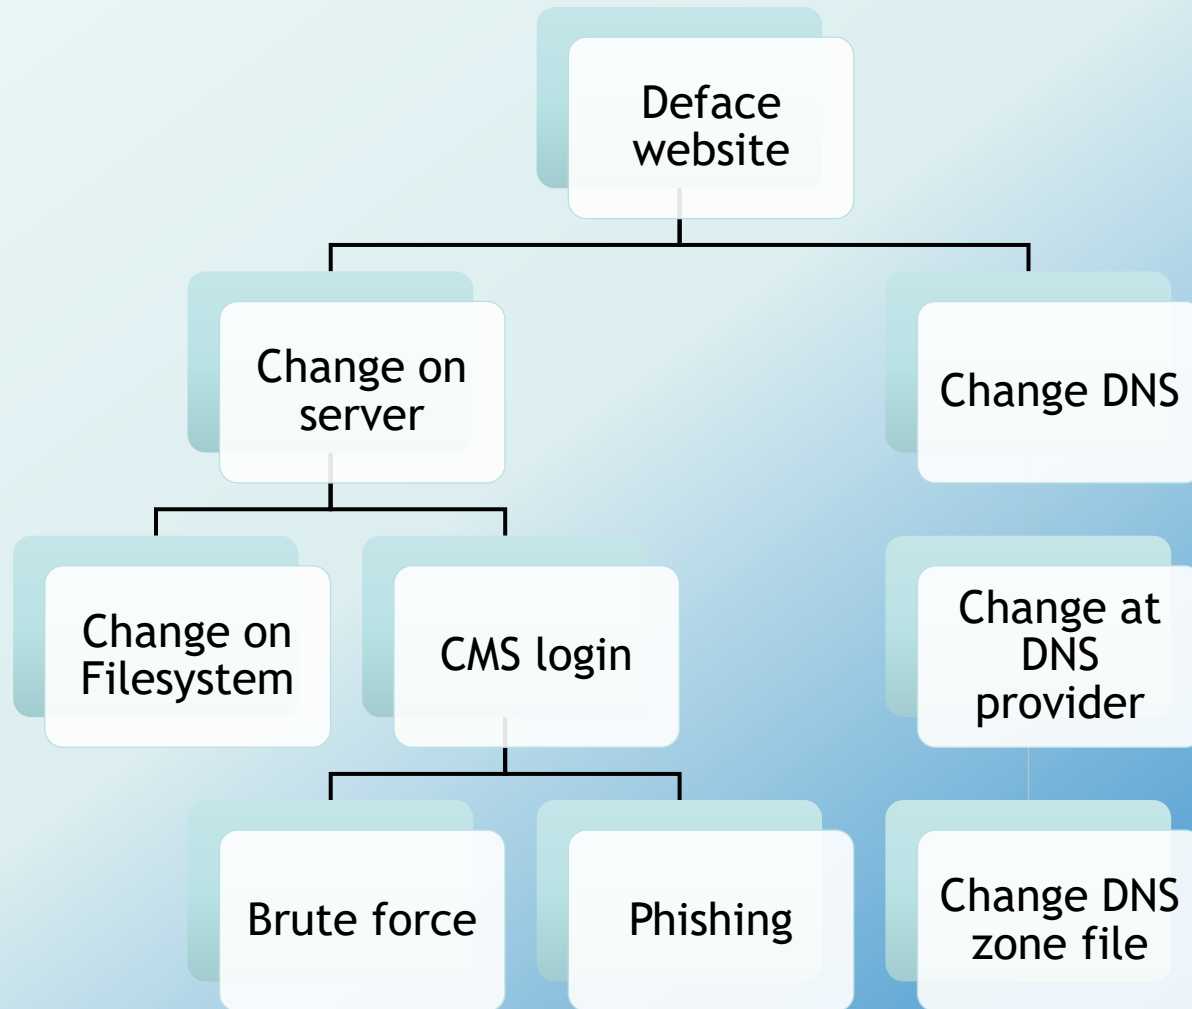 Deface
website
Change on
server
Change DNS
Change on
Filesystem
CMS login
Change at
DNS
provider
Brute force
Phishing
Change DNS
zone file